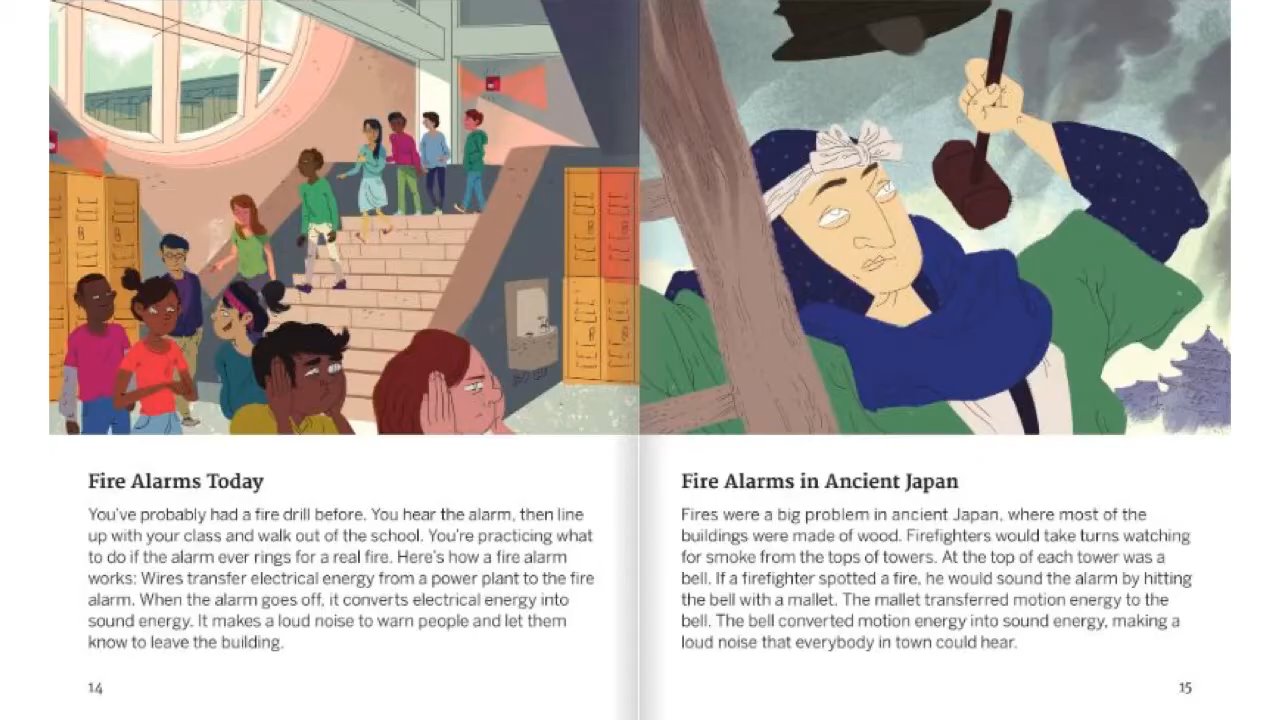 Fire Alarms Today
You've probably had a fire drill before. You hear the alarm, then line
up with your class and walk out of the school. You're practicing what
to do if the alarm ever rings for a real fire. Here's how a fire alarm
works: Wires transfer electrical energy from a power plant to the fire
alarm. When the alarm goes off, it converts electrical energy into
sound energy. It makes a loud noise to warn people and let them
know to leave the building.
14
Fire Alarms in Ancient Japan
Fires were a big problem in ancient Japan, where most of the
buildings were made of wood. Firefighters would take turns watching
for smoke from the tops of towers. At the top of each tower was a
bell. If a firefighter spotted a fire, he would sound the alarm by hitting
the bell with a mallet. The mallet transferred motion energy to the
bell. The bell converted motion energy into sound energy, making a
loud noise that everybody in town could hear.
15